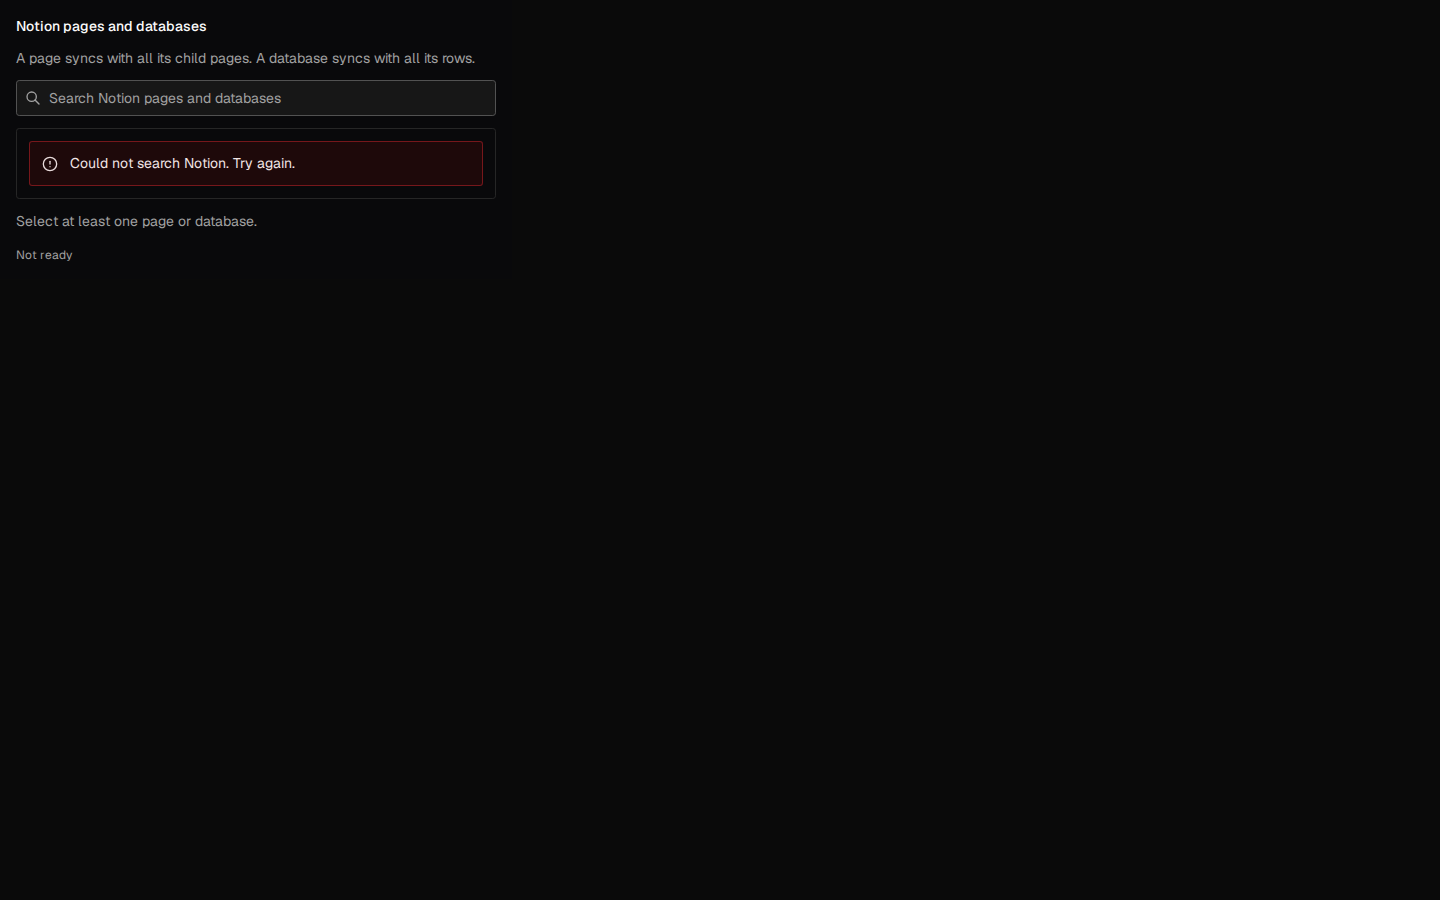 Notion pages and databases
A page syncs with all its child pages. A database syncs with all its rows.
Search Notion pages and databases
Could not search Notion. Try again.
Select at least one page or database.
Not ready